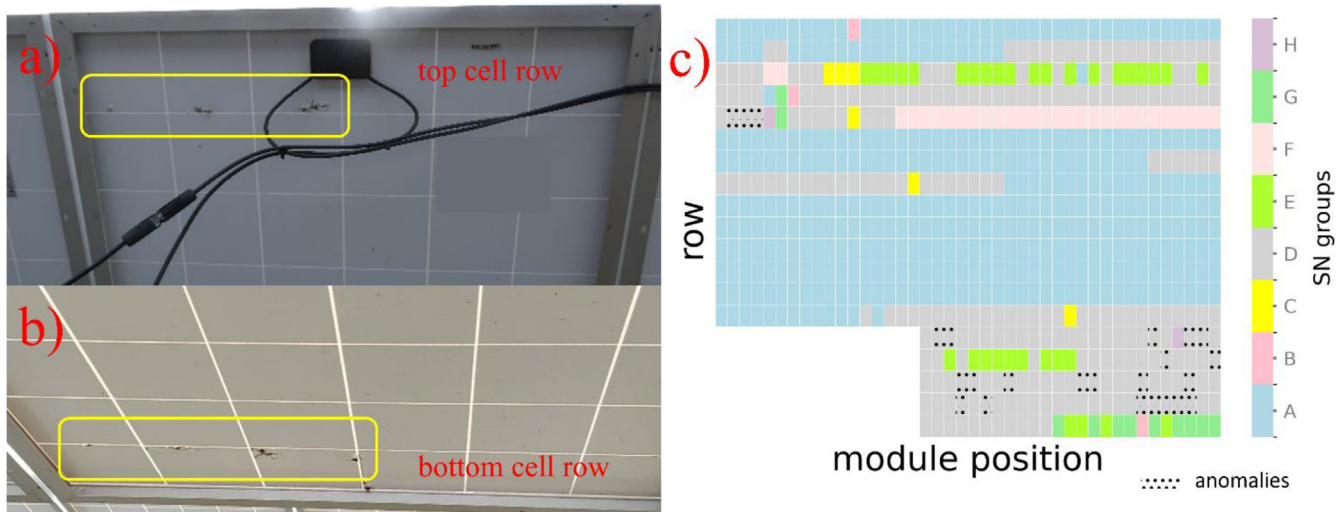 a)
top cell row
b)
bottom cell row
c)
row
module position
anomalies
H
G
F
E
D
C
B
A
SN groups